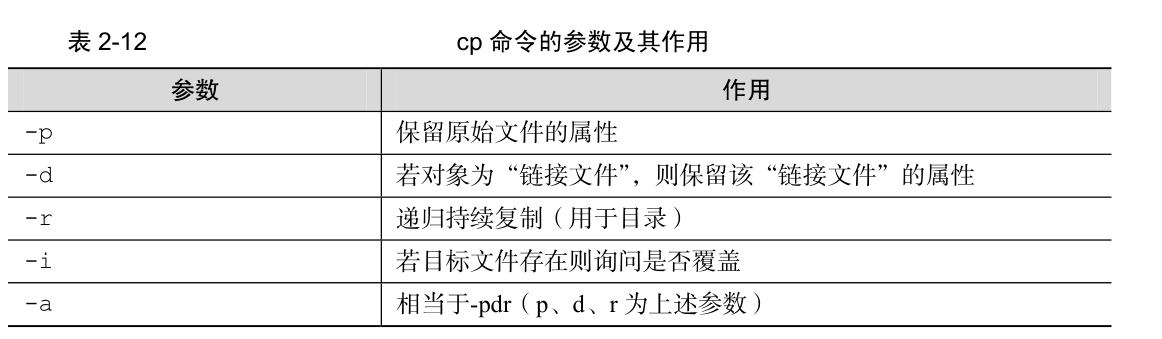 表 2-12 cp 命令的参数及其作用
参数 作用
-p 保留原始文件的属性
-d 若对象为“链接文件”，则保留该“链接文件”的属性
-r 递归持续复制（用于目录）
-i 若目标文件存在则询问是否覆盖
-a 相当于-pdr（p、d、r 为上述参数）